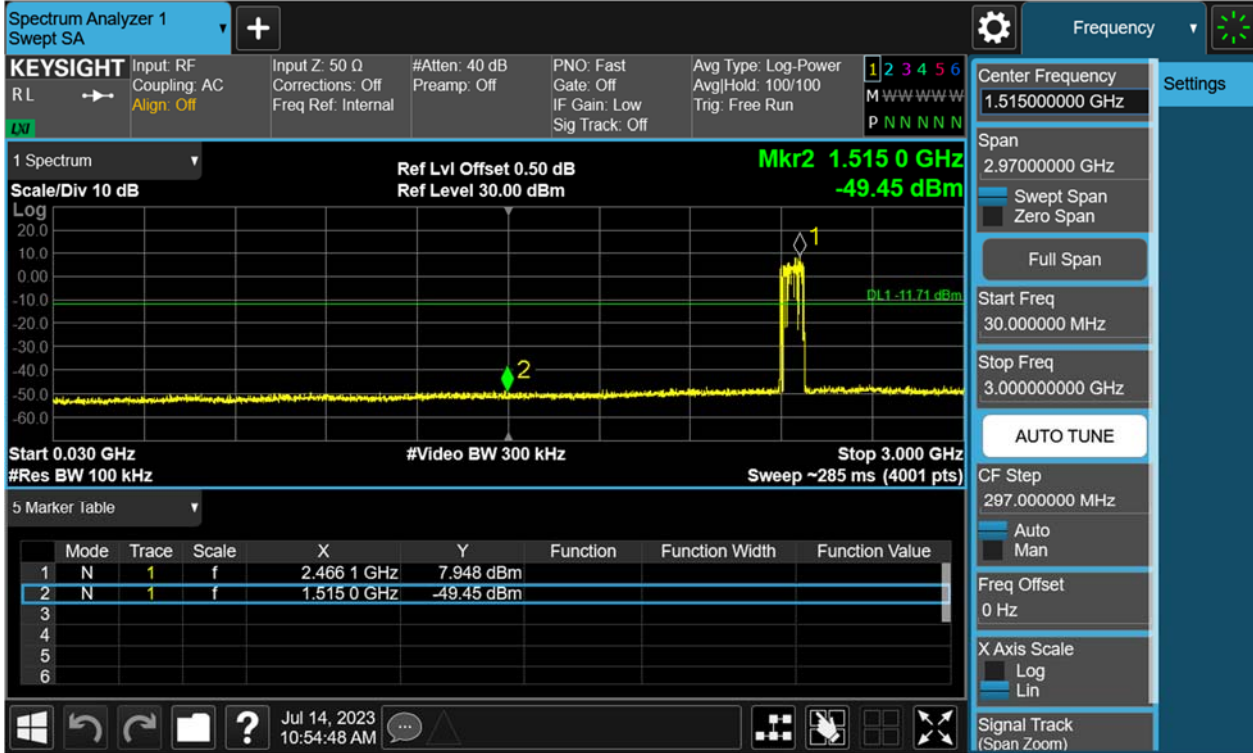 Spectrum Analyzer 1
Swept SA
+
Frequency
KEYSIGHT
RL
LXI
Input: RF
Coupling: AC
Align: Off
Input Z: 50 Ω
Corrections: Off
Freq Ref: Internal
#Atten: 40 dB
Preamp: Off
PNO: Fast
Gate: Off
IF Gain: Low
Sig Track: Off
Avg Type: Log-Power
Avg|Hold: 100/100
Trig: Free Run
1 2 3 4 5 6
M W W W W W
P N N N N N
1 Spectrum
Scale/Div 10 dB
Ref Lvl Offset 0.50 dB
Ref Level 30.00 dBm
Mkr2 1.515 0 GHz
-49.45 dBm
Log
20.0
10.0
0.00
-10.0
-20.0
-30.0
-40.0
-50.0
-60.0
1
DL1 -11.71 dBm
2
Start 0.030 GHz
#Video BW 300 kHz
Stop 3.000 GHz
#Res BW 100 kHz
Sweep ~285 ms (4001 pts)
5 Marker Table
Mode Trace Scale X Y Function Function Width Function Value
1 N 1 f 2.466 1 GHz 7.948 dBm
2 N 1 f 1.515 0 GHz -49.45 dBm
3
4
5
6
?
Jul 14, 2023
10:54:48 AM
Center Frequency
1.515000000 GHz
Settings
Span
2.97000000 GHz
Swept Span
Zero Span
Full Span
Start Freq
30.000000 MHz
Stop Freq
3.000000000 GHz
AUTO TUNE
CF Step
297.000000 MHz
Auto
Man
Freq Offset
0 Hz
X Axis Scale
Log
Lin
Signal Track
(Span Zoom)